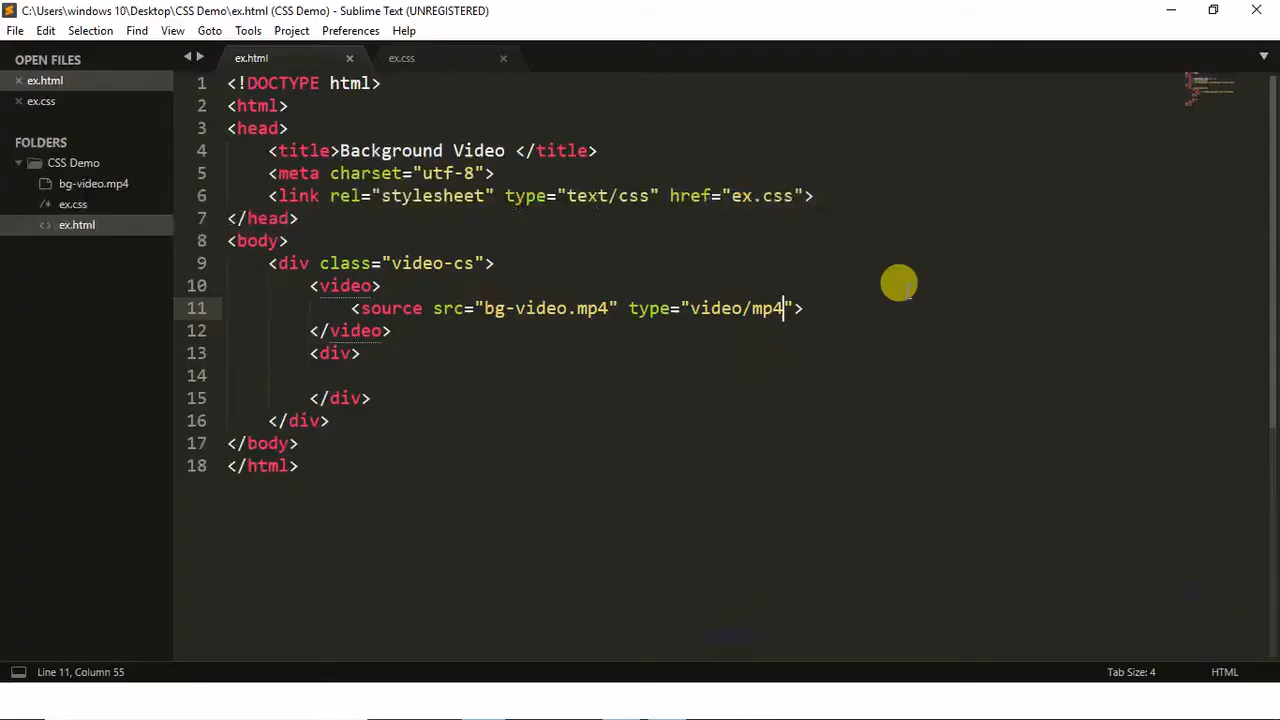 C:\Users\windows 10\Desktop\CSS Demo\ex.html (CSS Demo) - Sublime Text (UNREGISTERED)
File Edit Selection Find View Goto Tools Project Preferences Help
OPEN FILES
ex.html
ex.css
FOLDERS
CSS Demo
bg-video.mp4
/* ex.css
<> ex.html
ex.html ex.css
1 <!DOCTYPE html>
2 <html>
3 <head>
4 <title>Background Video </title>
5 <meta charset="utf-8">
6 <link rel="stylesheet" type="text/css" href="ex.css">
7 </head>
8 <body>
9 <div class="video-cs">
10 <video>
11 <source src="bg-video.mp4" type="video/mp4">
12 </video>
13 <div>
14
15 </div>
16 </div>
17 </body>
18 </html>
Line 11, Column 55 Tab Size: 4 HTML